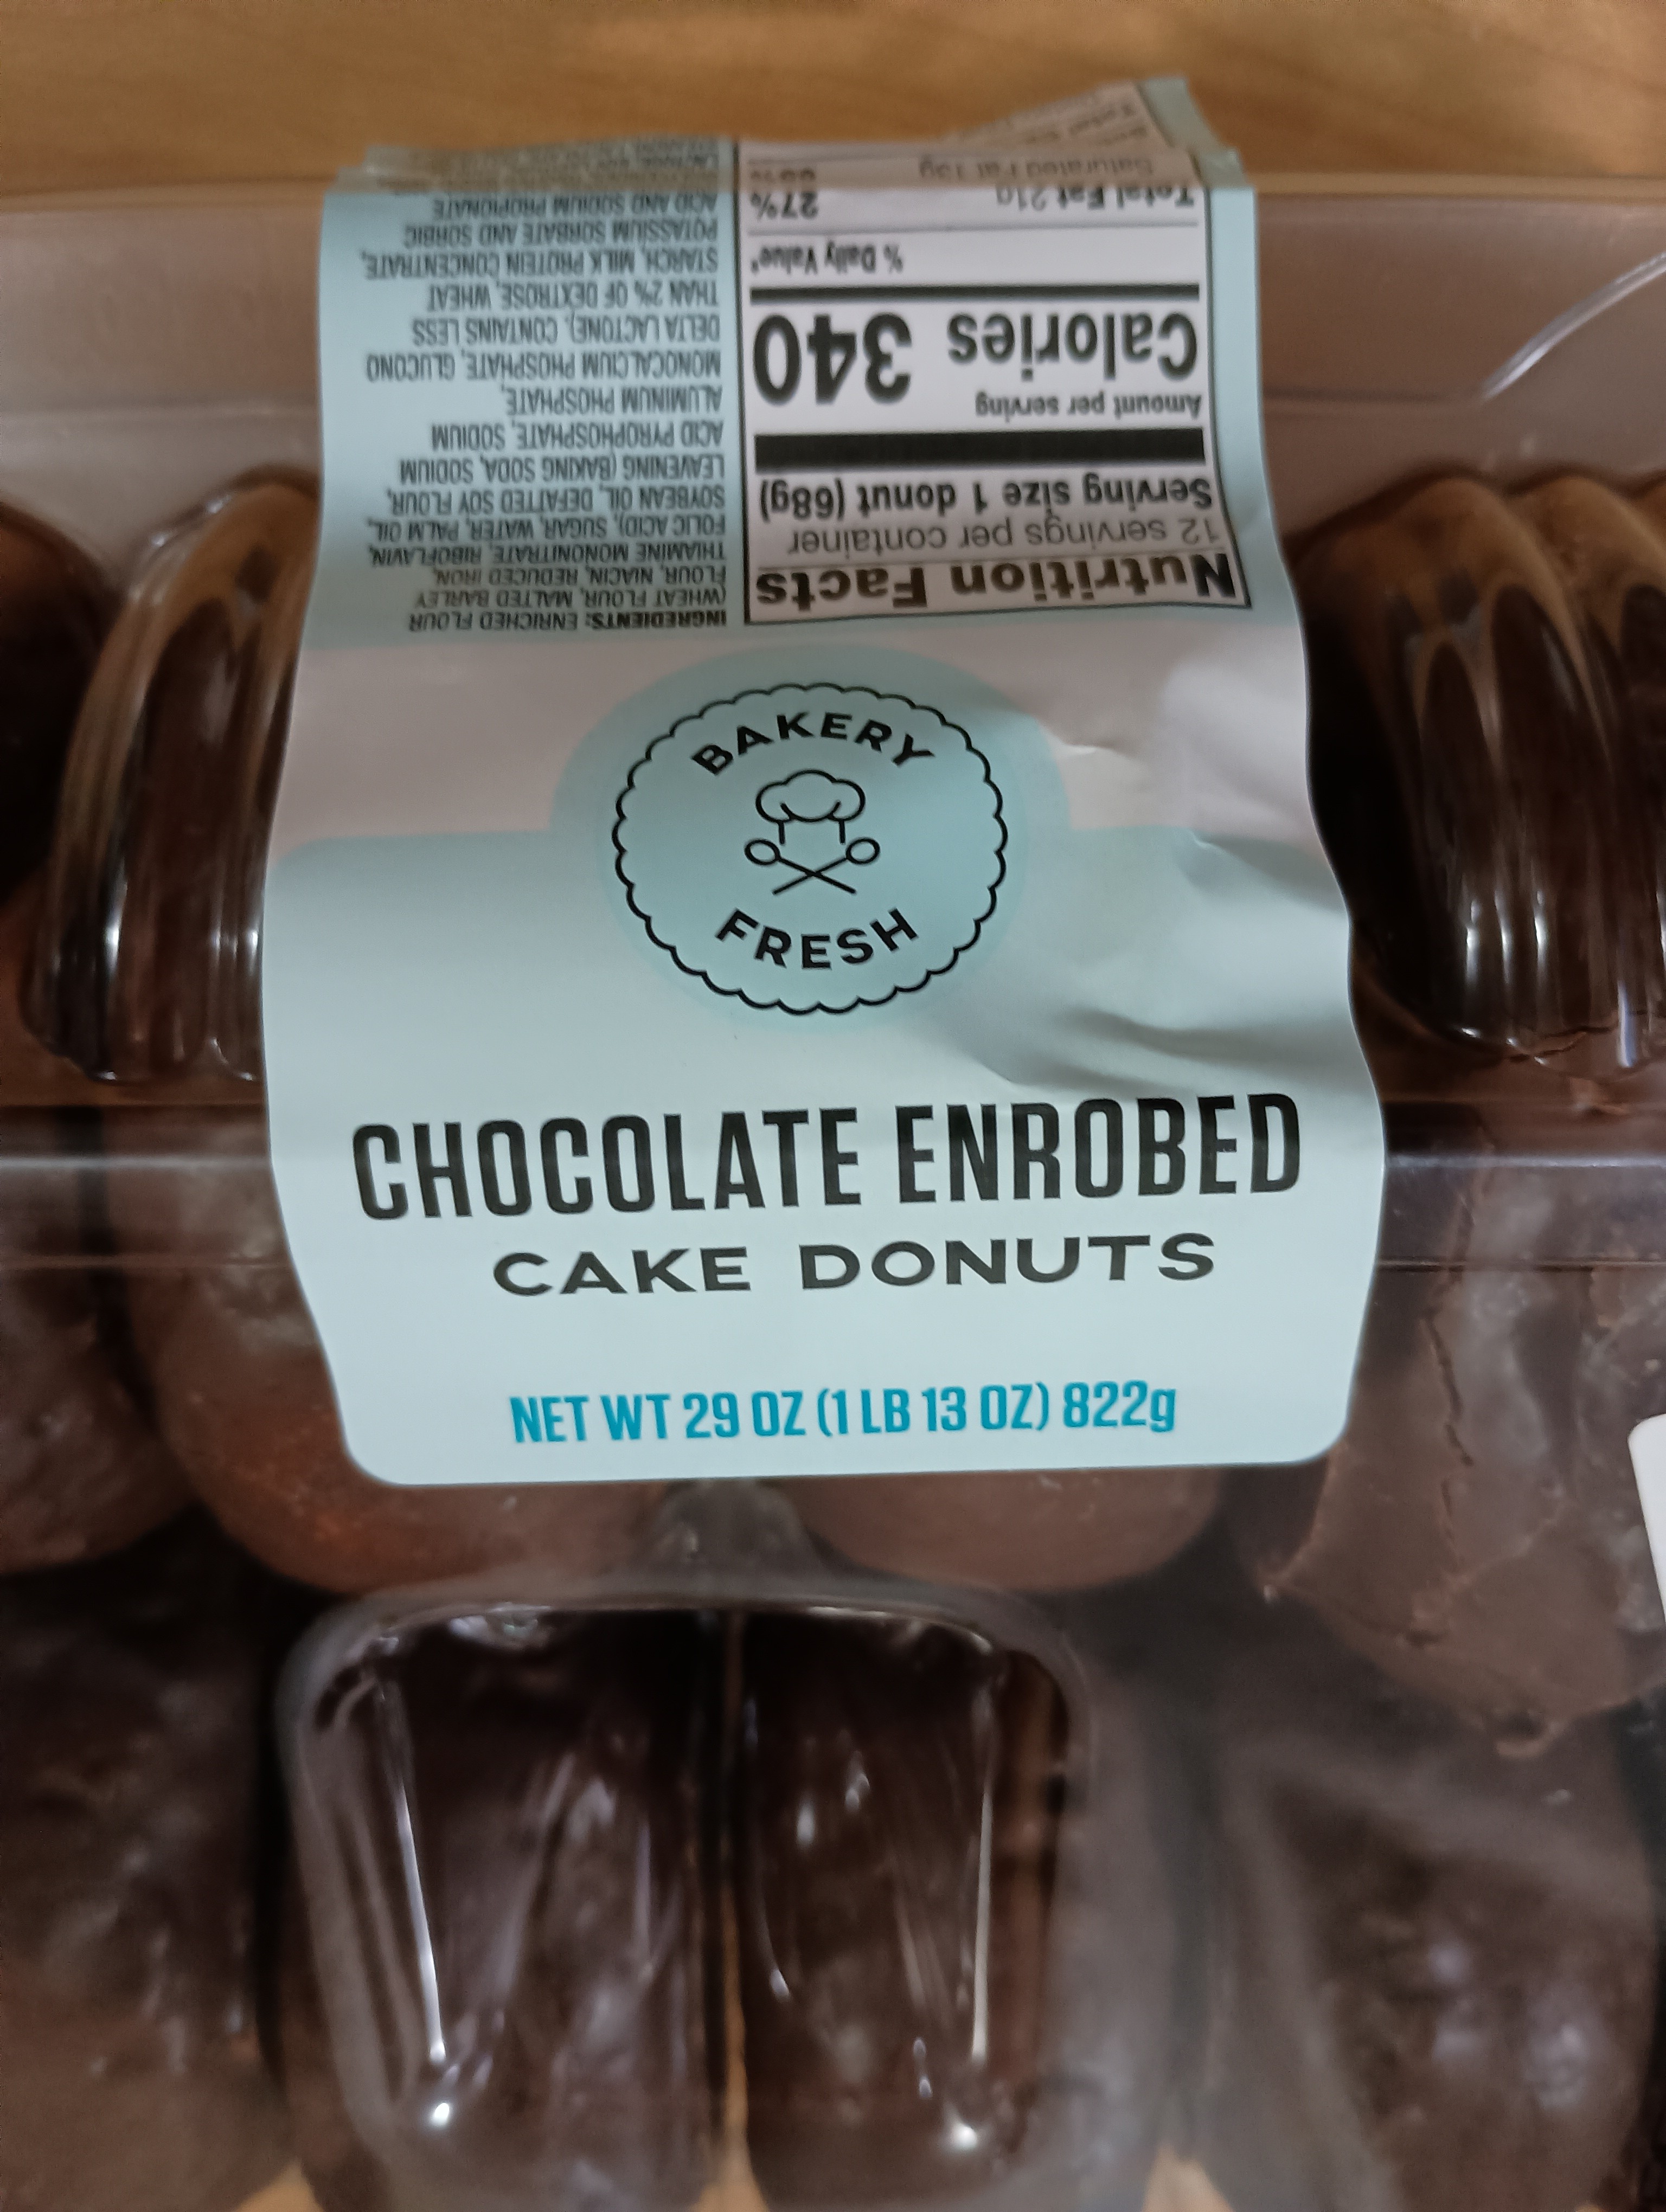 BAKERY
FRESH
CHOCOLATE ENROBED
CAKE DONUTS
NET WT 29 OZ (1 LB 13 OZ) 822g
Nutrition Facts
12 servings per container
Serving size 1 donut (68g)
Amount per serving
Calories 340
% Daily Value*
Total Fat 21g 27%
Saturated Fat 13g
INGREDIENTS: ENRICHED FLOUR
(WHEAT FLOUR, MALTED BARLEY
FLOUR, NIACIN, REDUCED IRON,
THIAMINE MONONITRATE, RIBOFLAVIN,
FOLIC ACID), SUGAR, WATER, PALM OIL,
SOYBEAN OIL, DEFATTED SOY FLOUR,
LEAVENING (BAKING SODA, SODIUM
ACID PYROPHOSPHATE, SODIUM
ALUMINUM PHOSPHATE,
MONOCALCIUM PHOSPHATE, GLUCONO
DELTA LACTONE), CONTAINS LESS
THAN 2% OF DEXTROSE, WHEAT
STARCH, MILK PROTEIN CONCENTRATE,
POTASSIUM SORBATE AND SORBIC
ACID AND SODIUM PROPIONATE